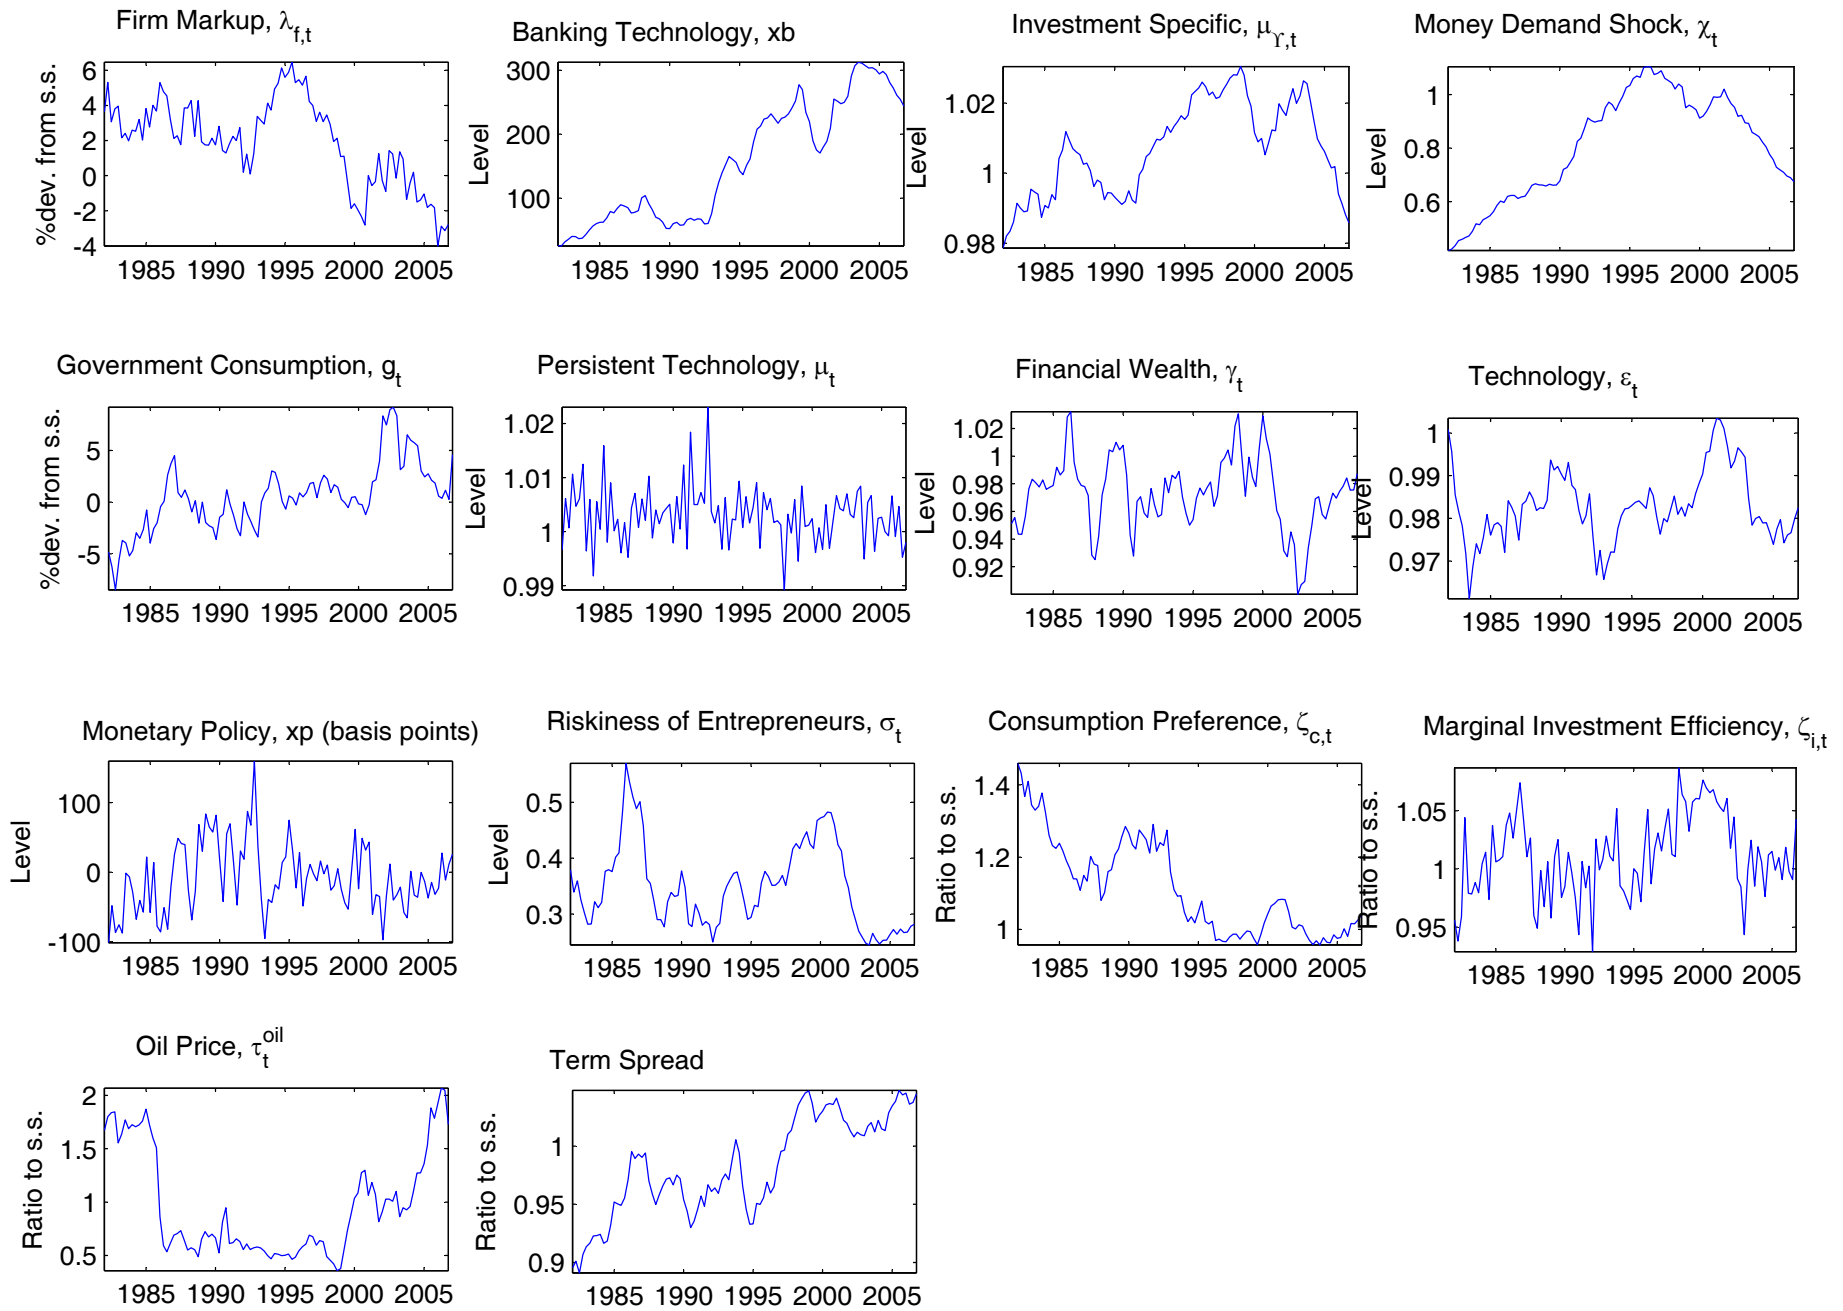 Firm Markup, λf,t
%dev. from s.s.
6
4
2
0
-2
-4
1985 1990 1995 2000 2005
Banking Technology, xb
Level
300
200
100
1985 1990 1995 2000 2005
Investment Specific, μΥ,t
Level
1.02
1
0.98
1985 1990 1995 2000 2005
Money Demand Shock, χt
Level
1
0.8
0.6
1985 1990 1995 2000 2005
Government Consumption, gt
%dev. from s.s.
5
0
-5
1985 1990 1995 2000 2005
Persistent Technology, μt
Level
1.02
1.01
1
0.99
1985 1990 1995 2000 2005
Financial Wealth, γt
Level
1.02
1
0.98
0.96
0.94
0.92
1985 1990 1995 2000 2005
Technology, εt
Level
1
0.99
0.98
0.97
1985 1990 1995 2000 2005
Monetary Policy, xp (basis points)
Level
100
0
-100
1985 1990 1995 2000 2005
Riskiness of Entrepreneurs, σt
Level
0.5
0.4
0.3
1985 1990 1995 2000 2005
Consumption Preference, ζc,t
Ratio to s.s.
1.4
1.2
1
1985 1990 1995 2000 2005
Marginal Investment Efficiency, ζi,t
Ratio to s.s.
1.05
1
0.95
1985 1990 1995 2000 2005
Oil Price, τt^oil
Ratio to s.s.
2
1.5
1
0.5
1985 1990 1995 2000 2005
Term Spread
Ratio to s.s.
1
0.95
0.9
1985 1990 1995 2000 2005